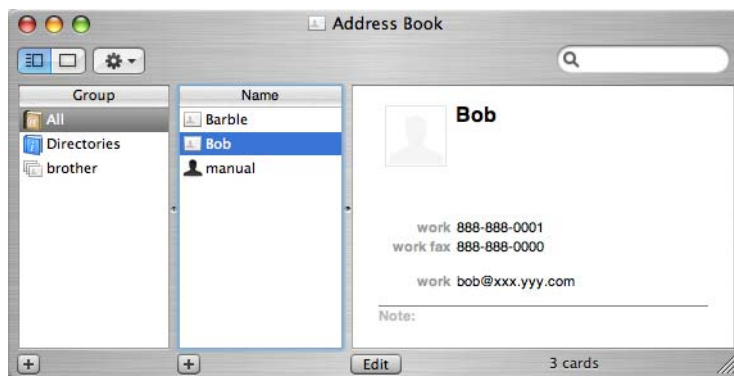 Address Book
Group
All
Directories
brother
Name
Barble
Bob
manual
Bob
work 888-888-0001
work fax 888-888-0000
work bob@xxx.yyy.com
Note:
Edit
3 cards